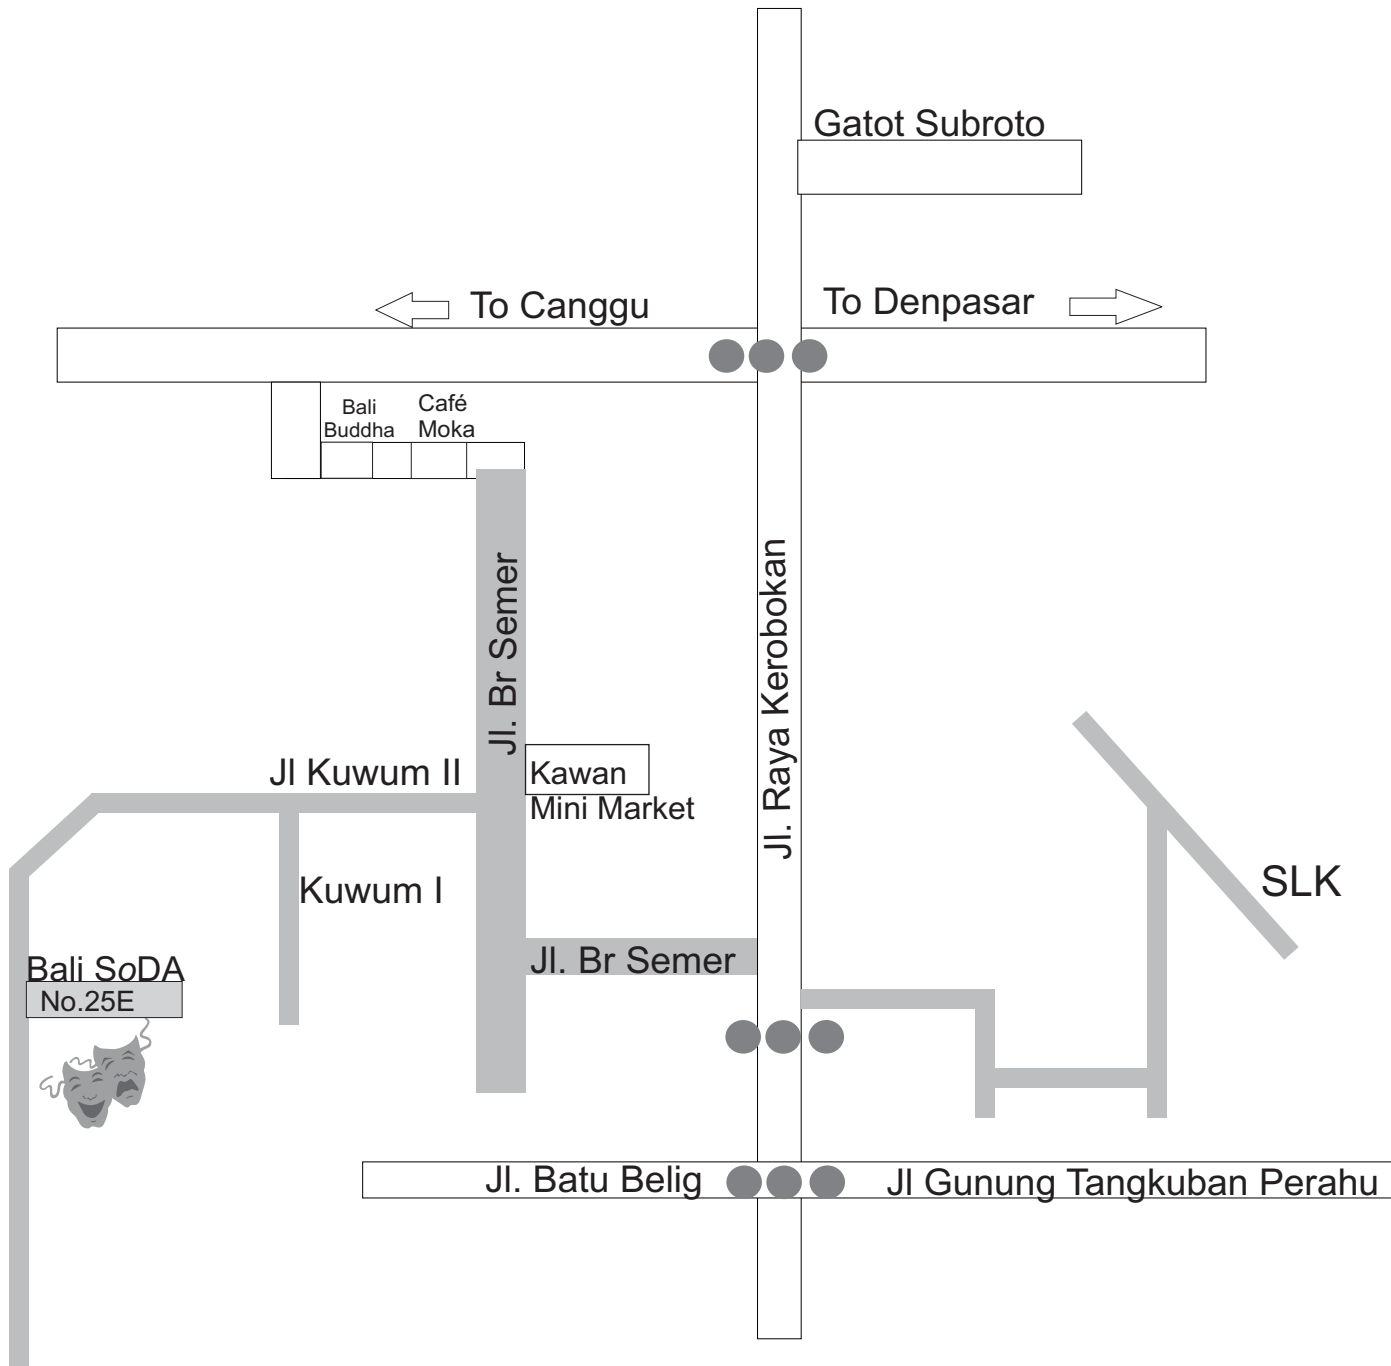 Gatot Subroto
To Canggu
To Denpasar
Bali
Buddha
Café
Moka
Jl. Br Semer
Jl. Raya Kerobokan
Jl Kuwum II
Kawan
Mini Market
Kuwum I
SLK
Jl. Br Semer
Bali SoDA
No.25E
Jl. Batu Belig
Jl Gunung Tangkuban Perahu